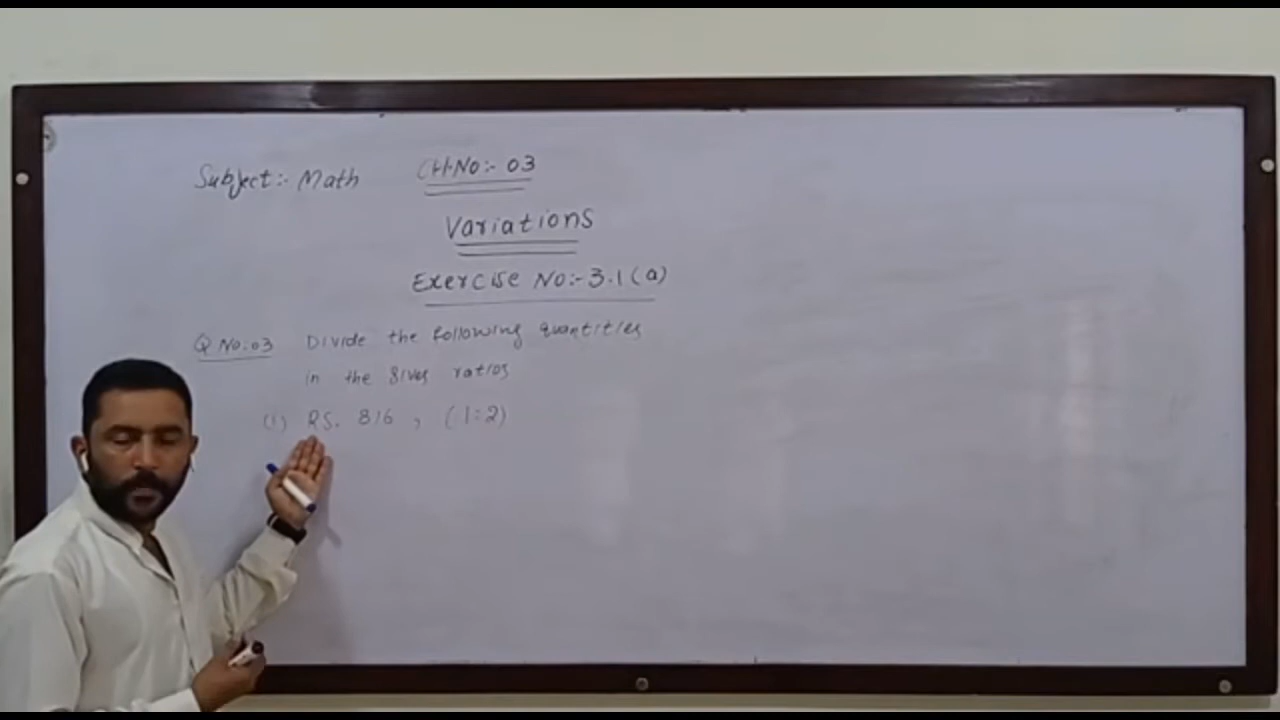 Subject:- Math CH.No:- 03
Variations
Exercise No:- 3.1(a)
Q No.03 Divide the following quantities
in the given ratios
(i) RS. 816 , (1:2)